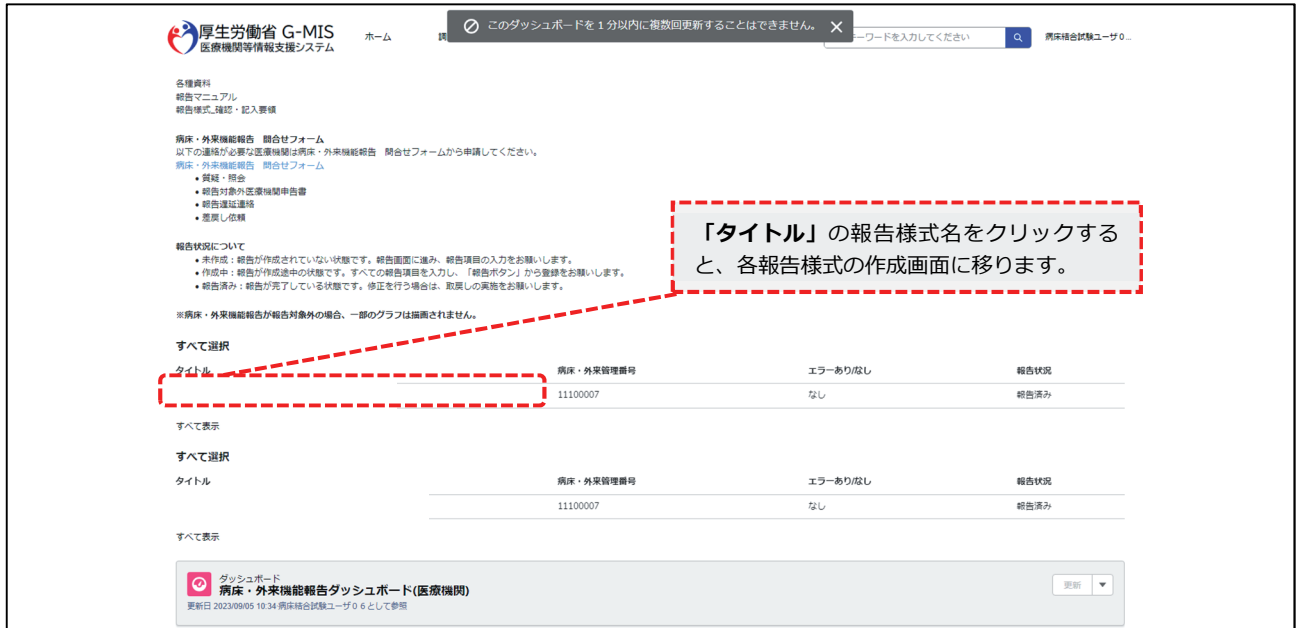 厚生労働省 G-MIS
医療機関等情報支援システム
ホーム
このダッシュボードを1分以内に複数回更新することはできません。
ーワードを入力してください
病床結合試験ユーザ0...
各種資料
報告マニュアル
報告様式_確認・記入要領
病床・外来機能報告 問合せフォーム
以下の連絡が必要な医療機関は病床・外来機能報告 問合せフォームから申請してください。
病床・外来機能報告 問合せフォーム
• 質疑・照会
• 報告対象外医療機関申告書
• 報告遅延連絡
• 差戻し依頼
「タイトル」の報告様式名をクリックする
と、各報告様式の作成画面に移ります。
報告状況について
• 未作成：報告が作成されていない状態です。報告画面に進み、報告項目の入力をお願いします。
• 作成中：報告が作成途中の状態です。すべての報告項目を入力し、「報告ボタン」から登録をお願いします。
• 報告済み：報告が完了している状態です。修正を行う場合は、取戻しの実施をお願いします。
※病床・外来機能報告が報告対象外の場合、一部のグラフは描画されません。
すべて選択
タイトル 病床・外来管理番号 エラーあり/なし 報告状況
11100007 なし 報告済み
すべて表示
すべて選択
タイトル 病床・外来管理番号 エラーあり/なし 報告状況
11100007 なし 報告済み
すべて表示
ダッシュボード
病床・外来機能報告ダッシュボード(医療機関)
更新
更新日 2023/09/05 10:34 病床結合試験ユーザ０６として参照